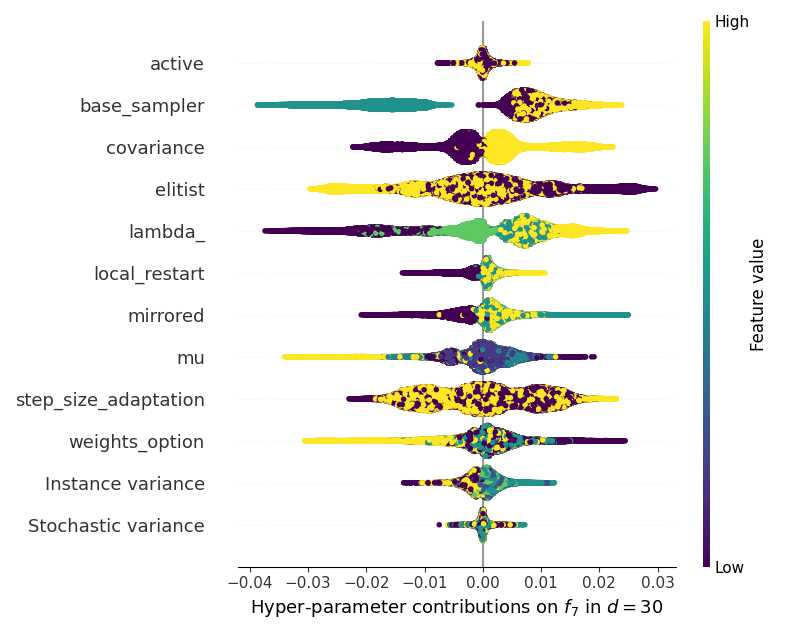 High
active
base_sampler
covariance
elitist
lambda_
local_restart
mirrored
mu
step_size_adaptation
weights_option
Instance variance
Stochastic variance
Feature value
Low
−0.04 −0.03 −0.02 −0.01 0.00 0.01 0.02 0.03
Hyper-parameter contributions on f₇ in d = 30